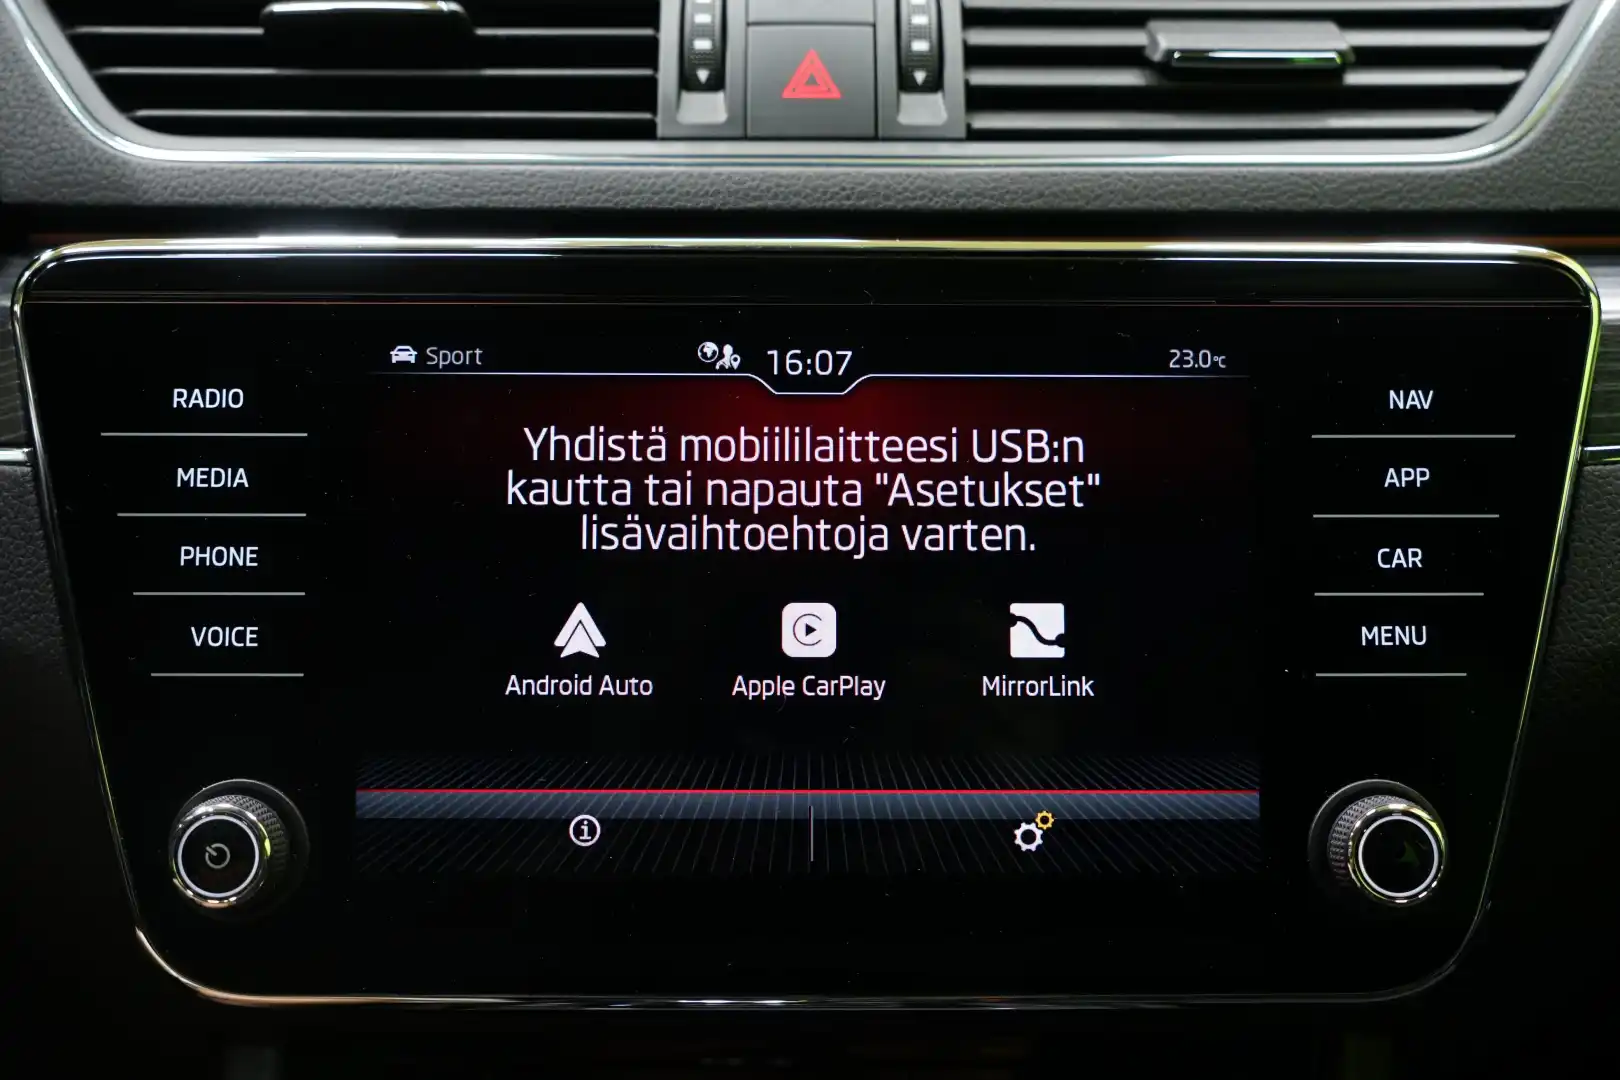 Sport 16:07 23.0°C
RADIO
MEDIA
PHONE
VOICE
Yhdistä mobiililaitteesi USB:n
kautta tai napauta "Asetukset"
lisävaihtoehtoja varten.
Android Auto
Apple CarPlay
MirrorLink
NAV
APP
CAR
MENU